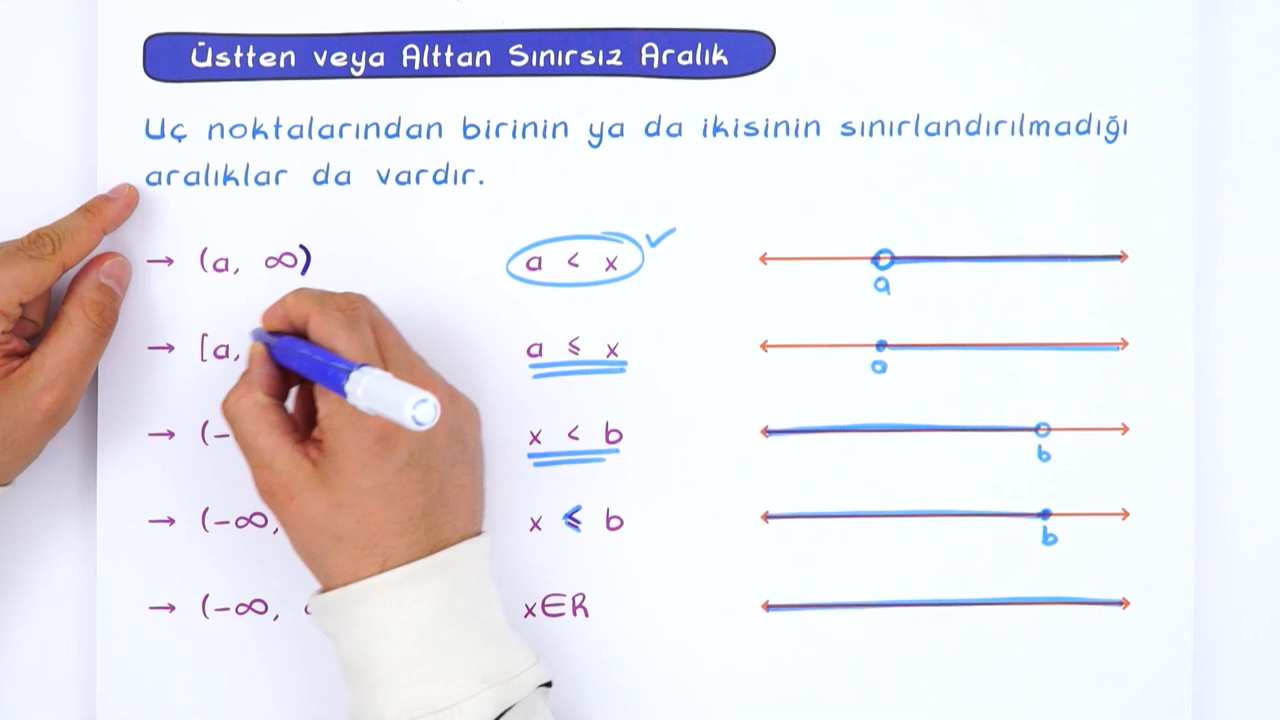 Üstten veya Alttan Sınırsız Aralık
Uç noktalarından birinin ya da ikisinin sınırlandırılmadığı
aralıklar da vardır.
→ (a, ∞) a < x ✓ a
→ [a, a ⩽ x a
→ (- x < b b
→ (-∞, x ⩽ b b
→ (-∞, x∈R